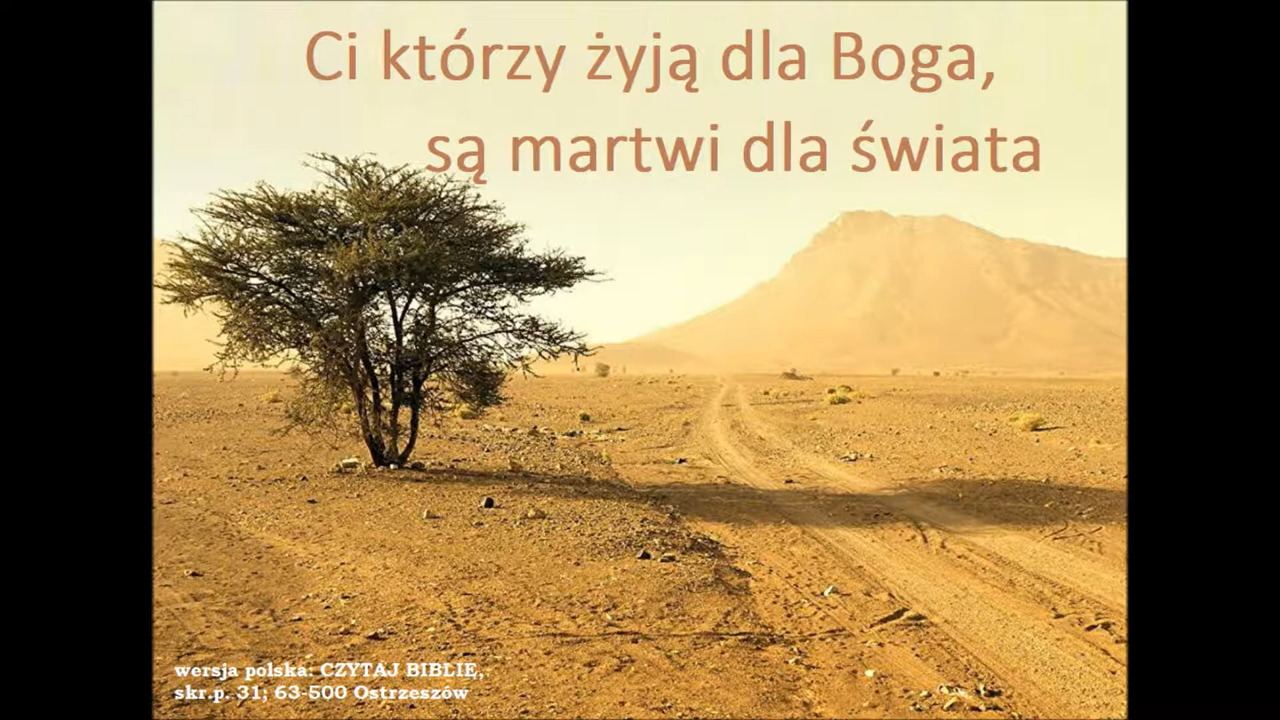 Ci którzy żyją dla Boga,
są martwi dla świata
wersja polska: CZYTAJ BIBLIĘ,
skr.p. 31; 63-500 Ostrzeszów